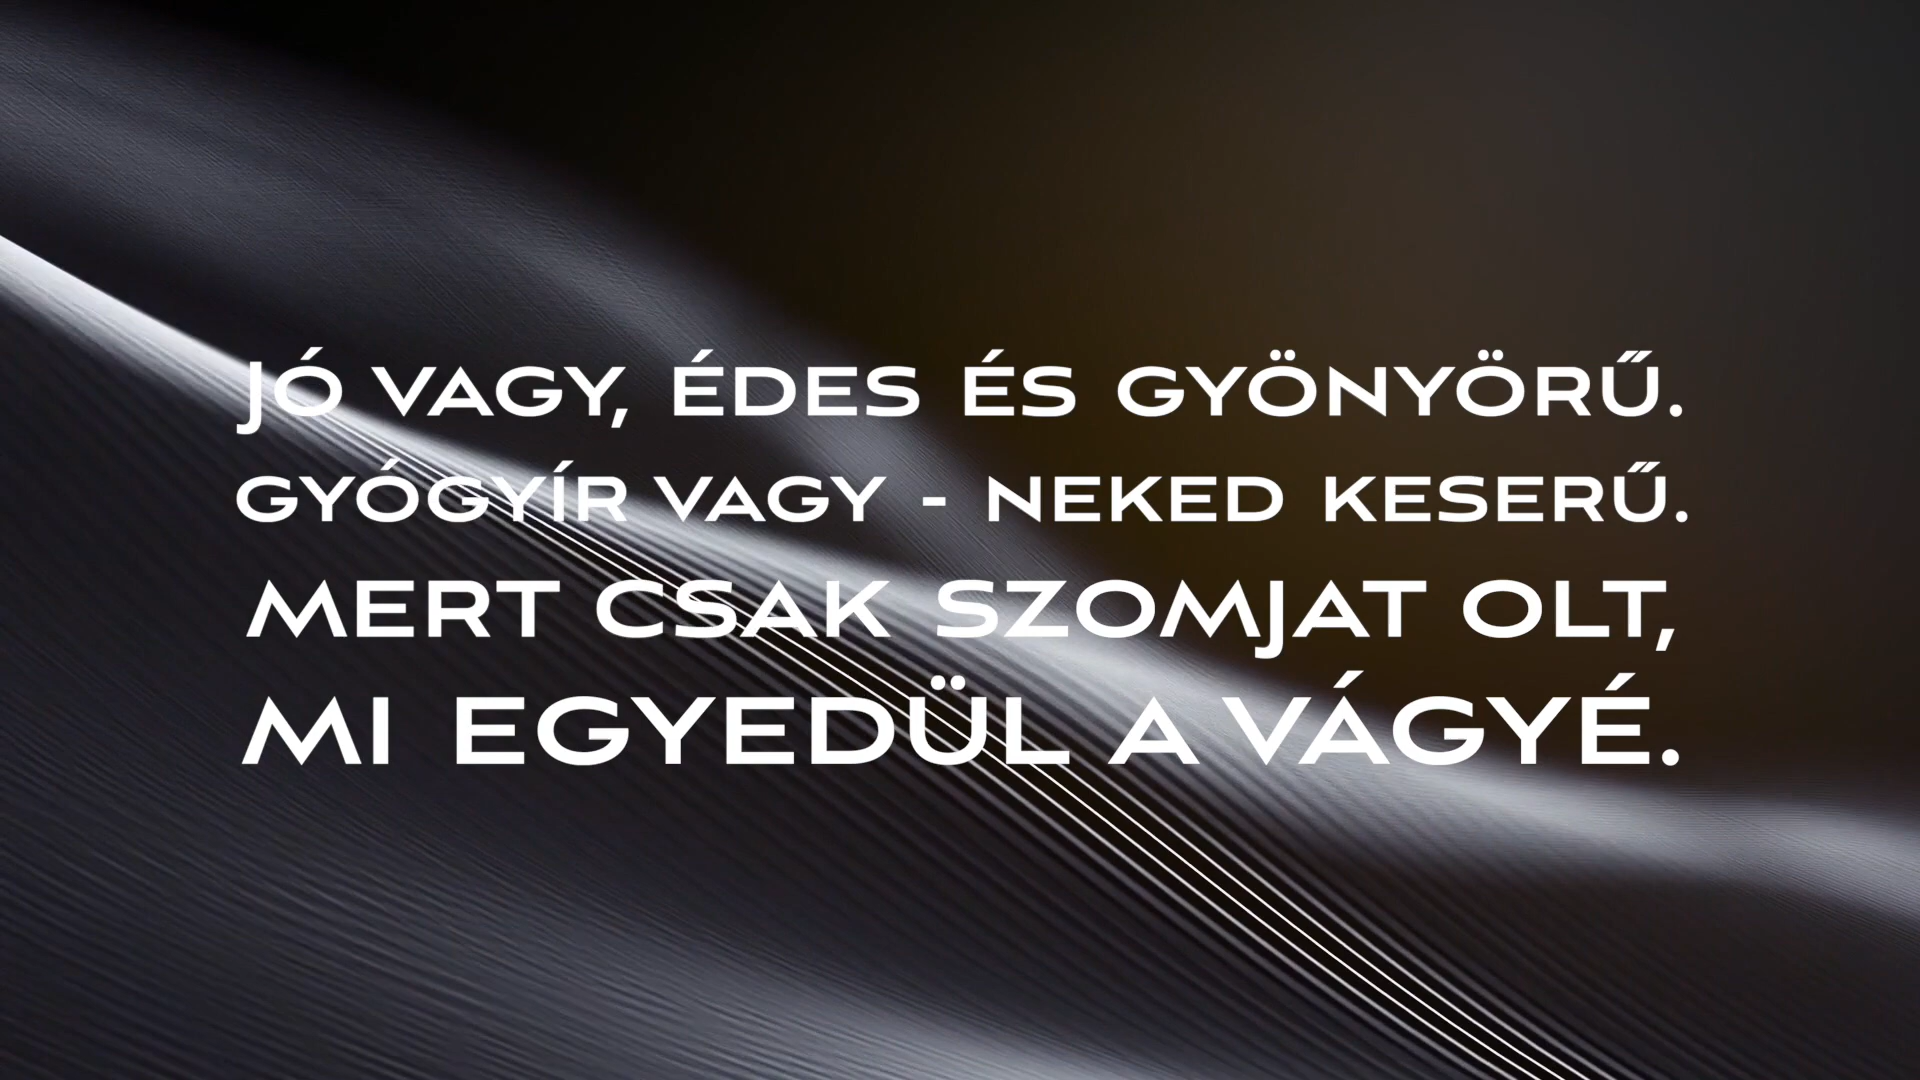 JÓ VAGY, ÉDES ÉS GYÖNYÖRŰ.
GYÓGYÍR VAGY - NEKED KESERŰ.
MERT CSAK SZOMJAT OLT,
MI EGYEDÜL A VÁGYÉ.